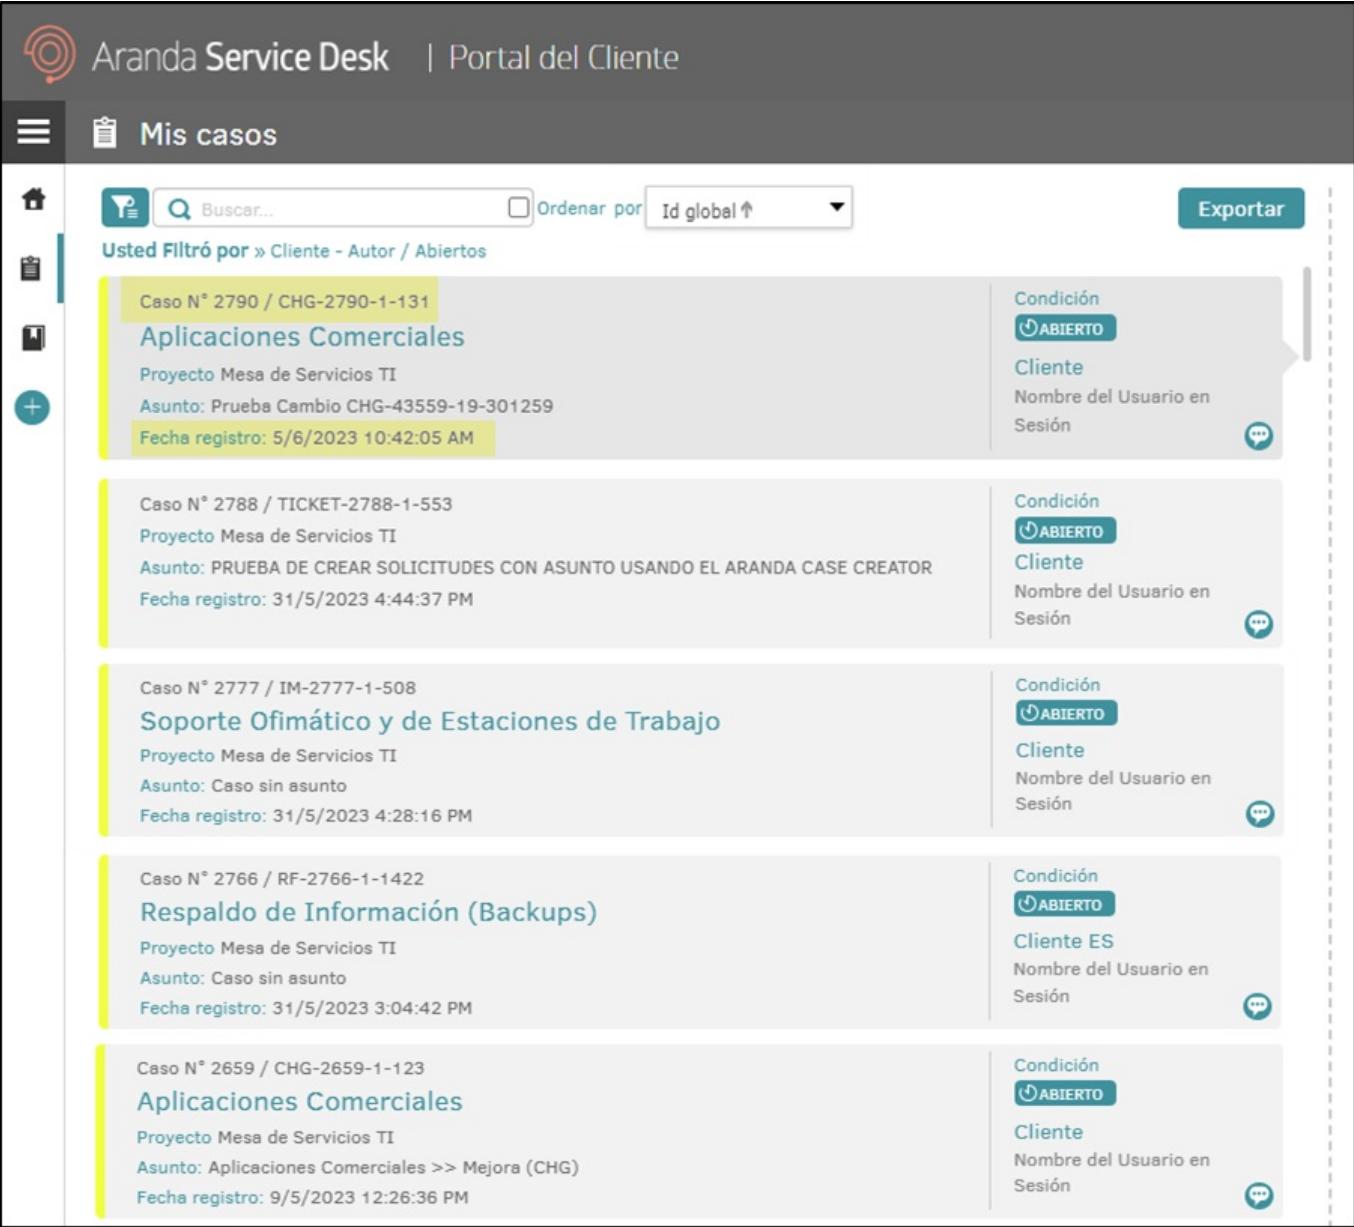 Aranda Service Desk | Portal del Cliente
Mis casos
Buscar...
Ordenar por
Id global
Exportar
Usted Filtró por » Cliente - Autor / Abiertos
Caso N° 2790 / CHG-2790-1-131
Aplicaciones Comerciales
Proyecto Mesa de Servicios TI
Asunto: Prueba Cambio CHG-43559-19-301259
Fecha registro: 5/6/2023 10:42:05 AM
Condición
ABIERTO
Cliente
Nombre del Usuario en
Sesión
Caso N° 2788 / TICKET-2788-1-553
Proyecto Mesa de Servicios TI
Asunto: PRUEBA DE CREAR SOLICITUDES CON ASUNTO USANDO EL ARANDA CASE CREATOR
Fecha registro: 31/5/2023 4:44:37 PM
Condición
ABIERTO
Cliente
Nombre del Usuario en
Sesión
Caso N° 2777 / IM-2777-1-508
Soporte Ofimático y de Estaciones de Trabajo
Proyecto Mesa de Servicios TI
Asunto: Caso sin asunto
Fecha registro: 31/5/2023 4:28:16 PM
Condición
ABIERTO
Cliente
Nombre del Usuario en
Sesión
Caso N° 2766 / RF-2766-1-1422
Respaldo de Información (Backups)
Proyecto Mesa de Servicios TI
Asunto: Caso sin asunto
Fecha registro: 31/5/2023 3:04:42 PM
Condición
ABIERTO
Cliente ES
Nombre del Usuario en
Sesión
Caso N° 2659 / CHG-2659-1-123
Aplicaciones Comerciales
Proyecto Mesa de Servicios TI
Asunto: Aplicaciones Comerciales >> Mejora (CHG)
Fecha registro: 9/5/2023 12:26:36 PM
Condición
ABIERTO
Cliente
Nombre del Usuario en
Sesión